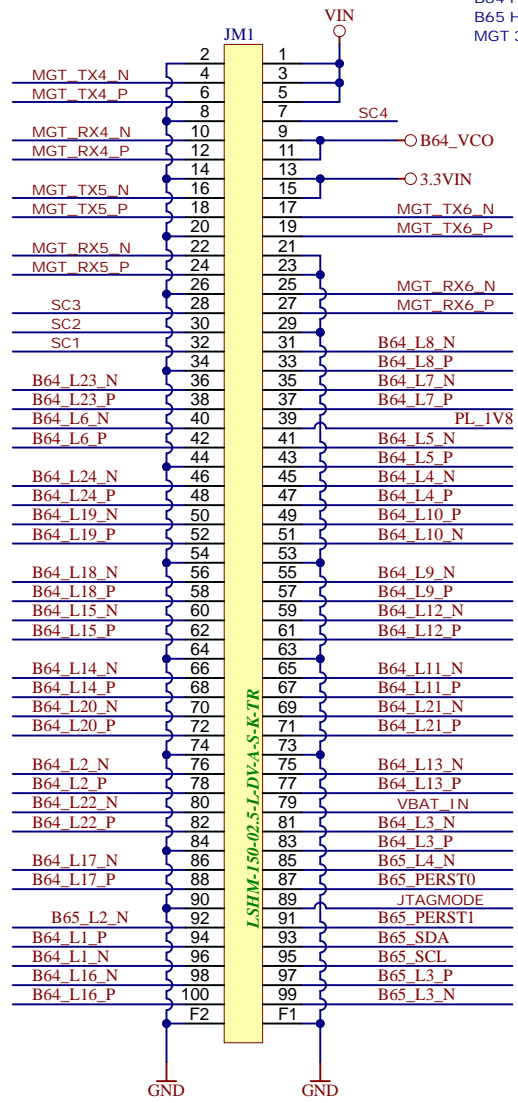 B65 H
MGT 3
VIN
JM1
2 1
MGT_TX4_N 4 3
MGT_TX4_P 6 5
8 7 SC4
MGT_RX4_N 10 9 B64_VCO
MGT_RX4_P 12 11
14 13 3.3VIN
MGT_TX5_N 16 15
MGT_TX5_P 18 17 MGT_TX6_N
20 19 MGT_TX6_P
MGT_RX5_N 22 21
MGT_RX5_P 24 23
26 25 MGT_RX6_N
SC3 28 27 MGT_RX6_P
SC2 30 29
SC1 32 31 B64_L8_N
34 33 B64_L8_P
B64_L23_N 36 35 B64_L7_N
B64_L23_P 38 37 B64_L7_P
B64_L6_N 40 39 PL_1V8
B64_L6_P 42 41 B64_L5_N
44 43 B64_L5_P
B64_L24_N 46 45 B64_L4_N
B64_L24_P 48 47 B64_L4_P
B64_L19_N 50 49 B64_L10_P
B64_L19_P 52 51 B64_L10_N
54 53
B64_L18_N 56 55 B64_L9_N
B64_L18_P 58 57 B64_L9_P
B64_L15_N 60 59 B64_L12_N
B64_L15_P 62 61 B64_L12_P
64 63
B64_L14_N 66 65 B64_L11_N
B64_L14_P 68 67 B64_L11_P
B64_L20_N 70 69 B64_L21_N
B64_L20_P 72 71 B64_L21_P
74 73
B64_L2_N 76 75 B64_L13_N
B64_L2_P 78 77 B64_L13_P
B64_L22_N 80 79 VBAT_IN
B64_L22_P 82 81 B64_L3_N
84 83 B64_L3_P
B64_L17_N 86 85 B65_L4_N
B64_L17_P 88 87 B65_PERST0
90 89 JTAGMODE
B65_L2_N 92 91 B65_PERST1
B64_L1_P 94 93 B65_SDA
B64_L1_N 96 95 B65_SCL
B64_L16_N 98 97 B65_L3_P
B64_L16_P 100 99 B65_L3_N
F2 F1
LSHM-150-02.5-L-DV-A-S-K-TR
GND GND